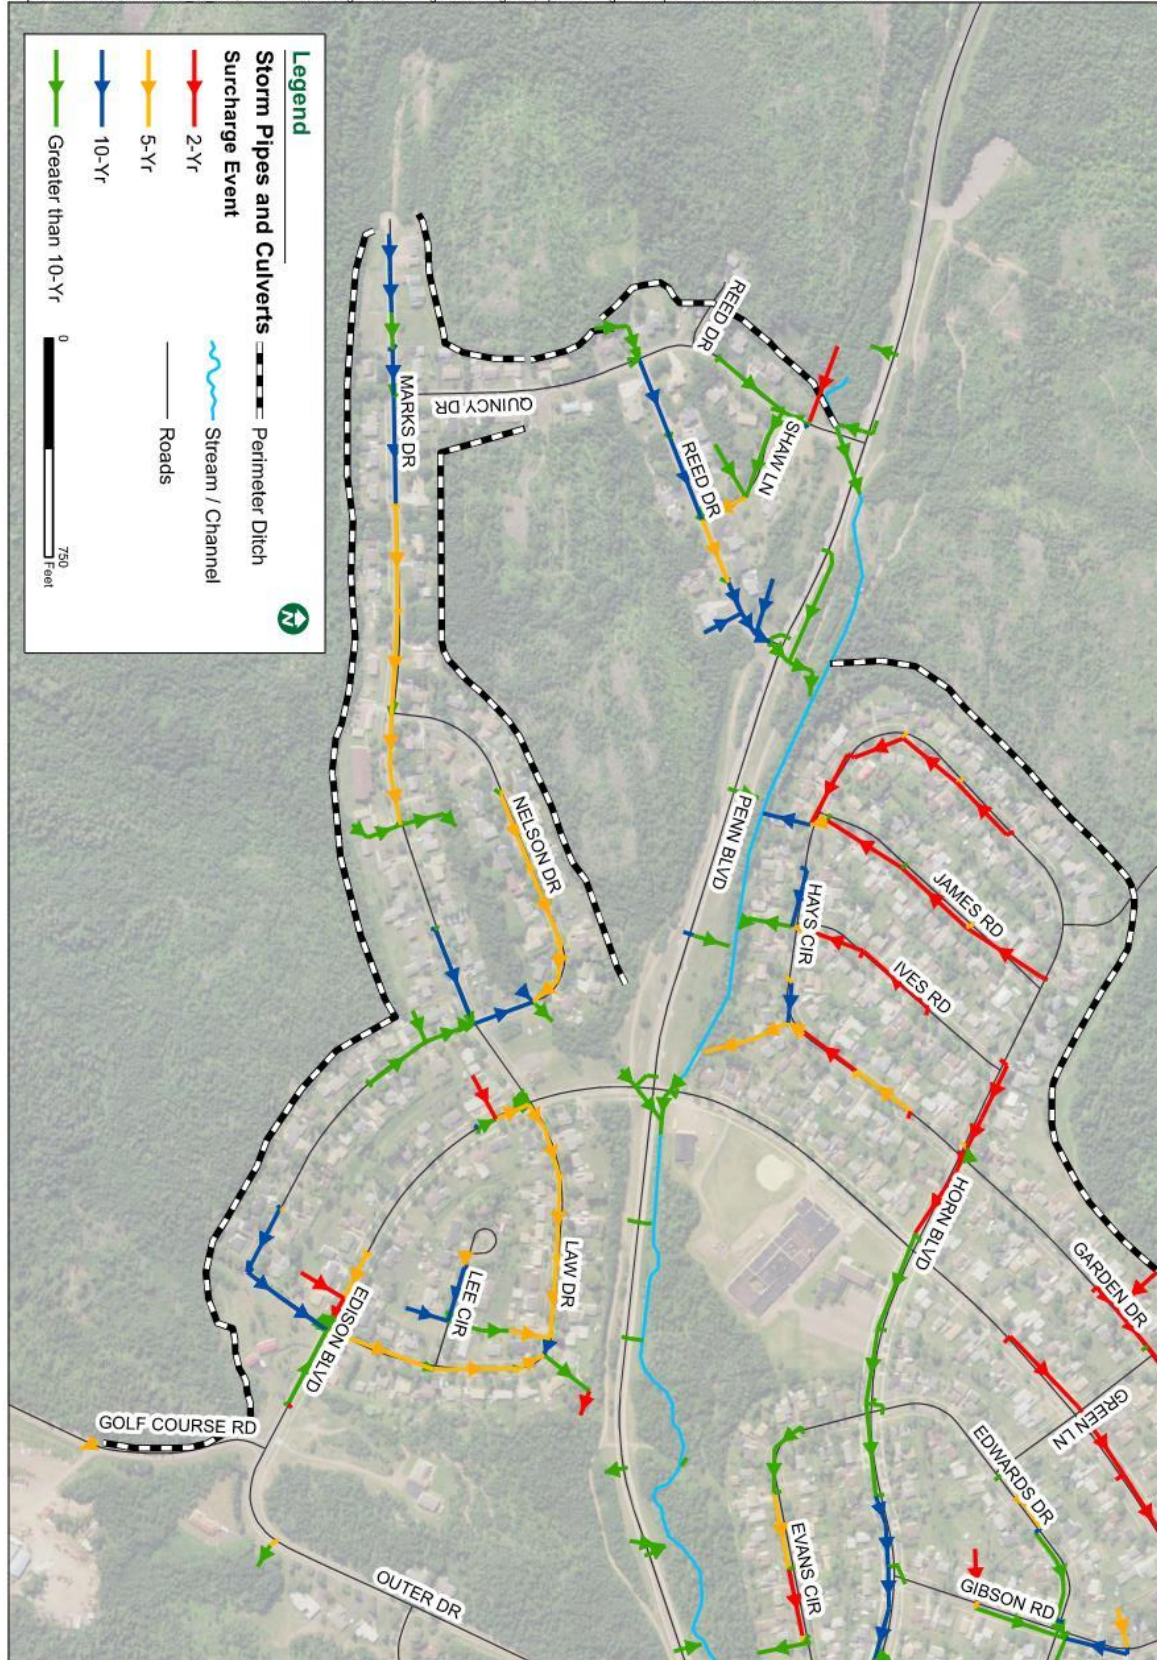 Legend
Storm Pipes and Culverts
Surcharge Event
2-Yr
5-Yr
10-Yr
Greater than 10-Yr
Perimeter Ditch
Stream / Channel
Roads
0
750
Feet
N
REED DR
SHAW LN
QUINCY DR
MARKS DR
REED DR
PENN BLVD
NELSON DR
HAYS CIR
JAMES RD
IVES RD
HORN BLVD
GARDEN DR
GREEN LN
LAW DR
LEE CIR
EDISON BLVD
GOLF COURSE RD
EDWARDS DR
EVANS CIR
GIBSON RD
OUTER DR